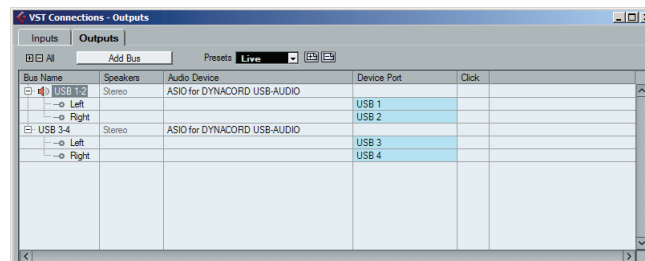 VST Connections - Outputs
Inputs Outputs
All Add Bus Presets Live
Bus Name Speakers Audio Device Device Port Click
USB 1-2 Stereo ASIO for DYNACORD USB-AUDIO
Left USB 1
Right USB 2
USB 3-4 Stereo ASIO for DYNACORD USB-AUDIO
Left USB 3
Right USB 4